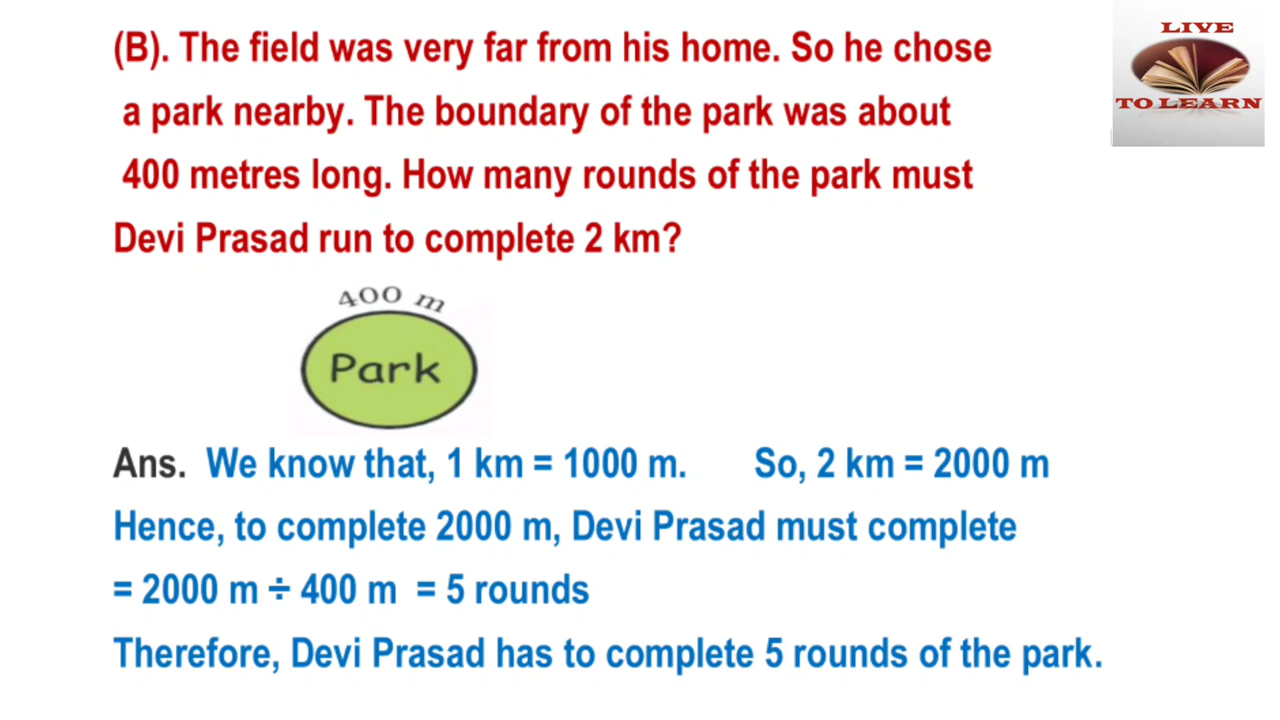 (B). The field was very far from his home. So he chose
a park nearby. The boundary of the park was about
400 metres long. How many rounds of the park must
Devi Prasad run to complete 2 km?
LIVE
TO LEARN
400 m
Park
Ans. We know that, 1 km = 1000 m. So, 2 km = 2000 m
Hence, to complete 2000 m, Devi Prasad must complete
= 2000 m ÷ 400 m = 5 rounds
Therefore, Devi Prasad has to complete 5 rounds of the park.